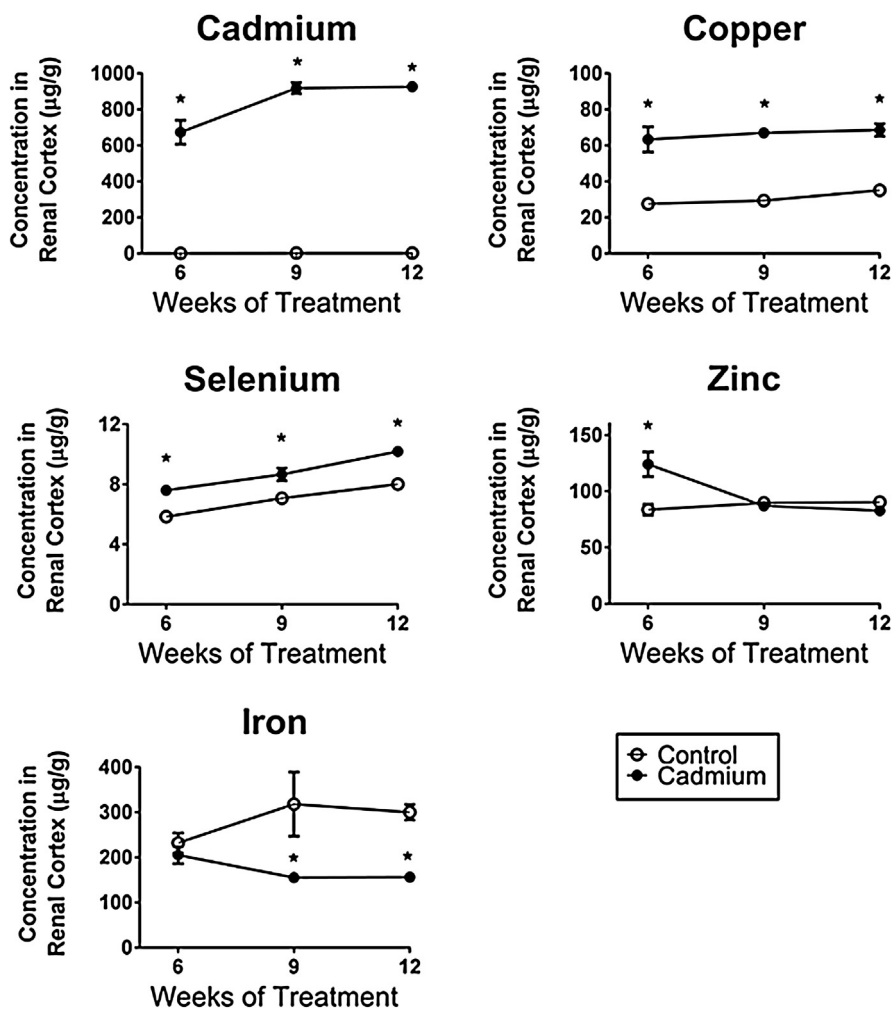 Cadmium
Concentration in
Renal Cortex (µg/g)
1000
800
600
400
200
0
*
*
*
6
9
12
Weeks of Treatment
Copper
Concentration in
Renal Cortex (µg/g)
100
80
60
40
20
0
*
*
*
6
9
12
Weeks of Treatment
Selenium
Concentration in
Renal Cortex (µg/g)
12
8
4
0
*
*
*
6
9
12
Weeks of Treatment
Zinc
Concentration in
Renal Cortex (µg/g)
150
100
50
0
*
6
9
12
Weeks of Treatment
Iron
Concentration in
Renal Cortex (µg/g)
400
300
200
100
0
*
*
6
9
12
Weeks of Treatment
Control
Cadmium